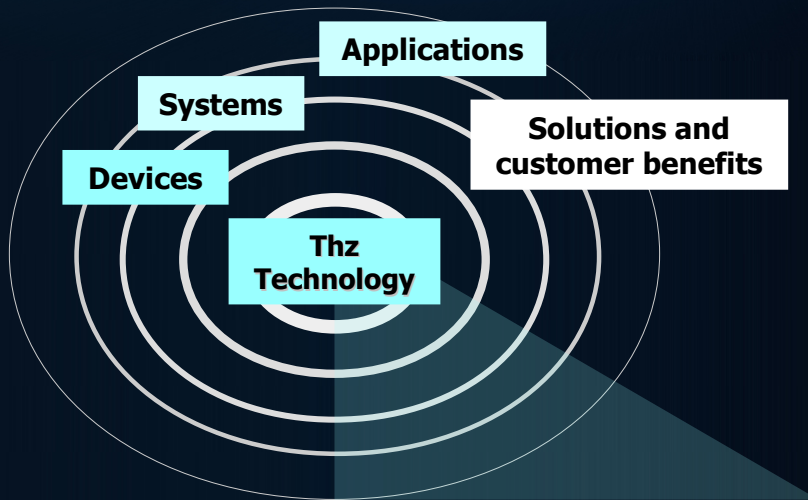 Applications
Systems
Solutions and
customer benefits
Devices
Thz
Technology